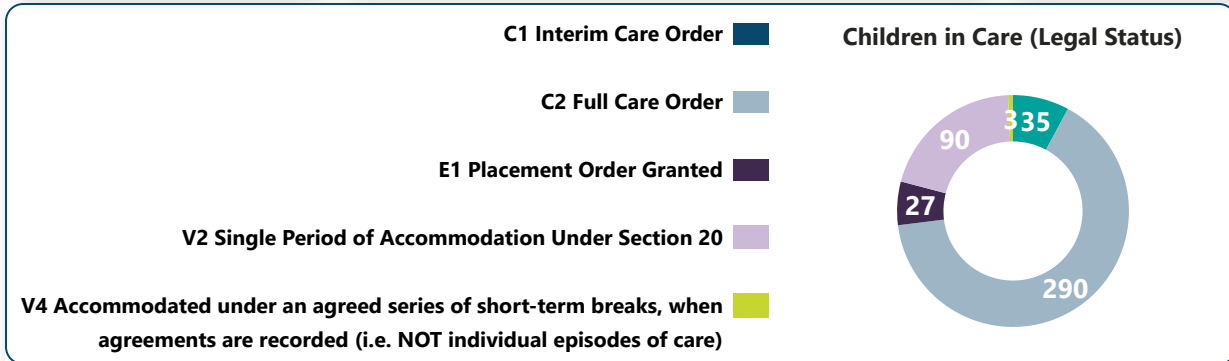 C1 Interim Care Order
Children in Care (Legal Status)
C2 Full Care Order
E1 Placement Order Granted
V2 Single Period of Accommodation Under Section 20
V4 Accommodated under an agreed series of short-term breaks, when
agreements are recorded (i.e. NOT individual episodes of care)
3
35
90
27
290